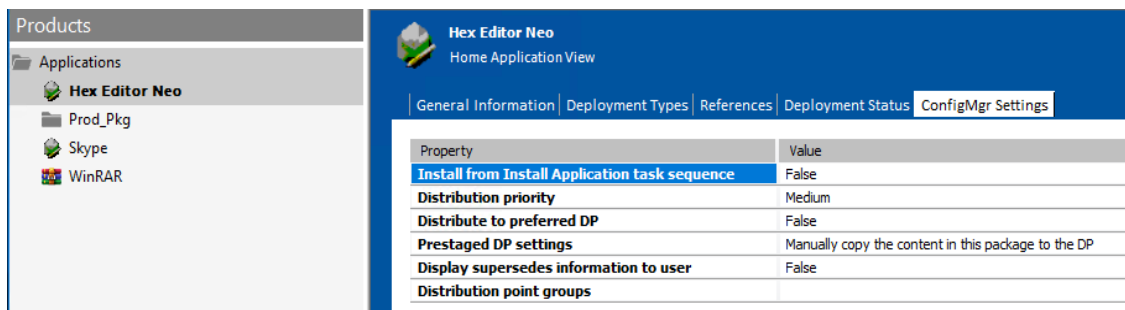 Products
Applications
Hex Editor Neo
Prod_Pkg
Skype
WinRAR
Hex Editor Neo
Home Application View
General Information Deployment Types References Deployment Status ConfigMgr Settings
Property Value
Install from Install Application task sequence False
Distribution priority Medium
Distribute to preferred DP False
Prestaged DP settings Manually copy the content in this package to the DP
Display supersedes information to user False
Distribution point groups